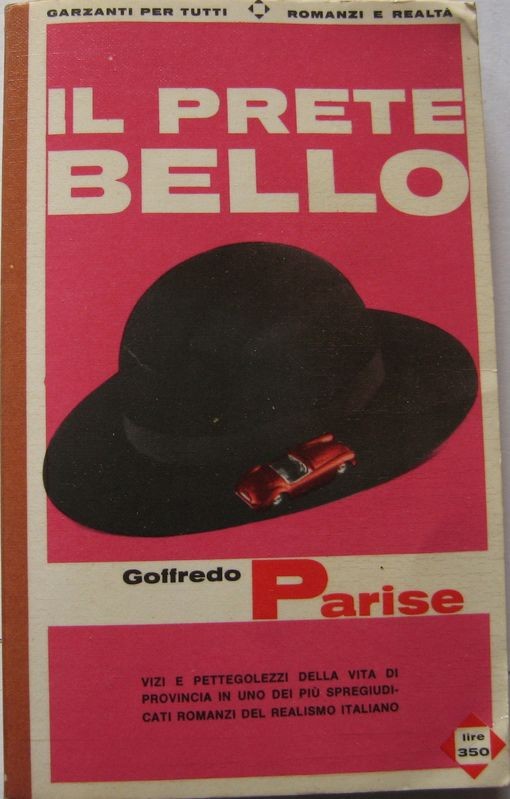 GARZANTI PER TUTTI ROMANZI E REALTÀ
IL PRETE
BELLO
Goffredo Parise
VIZI E PETTEGOLEZZI DELLA VITA DI
PROVINCIA IN UNO DEI PIÙ SPREGIUDI-
CATI ROMANZI DEL REALISMO ITALIANO
lire
350